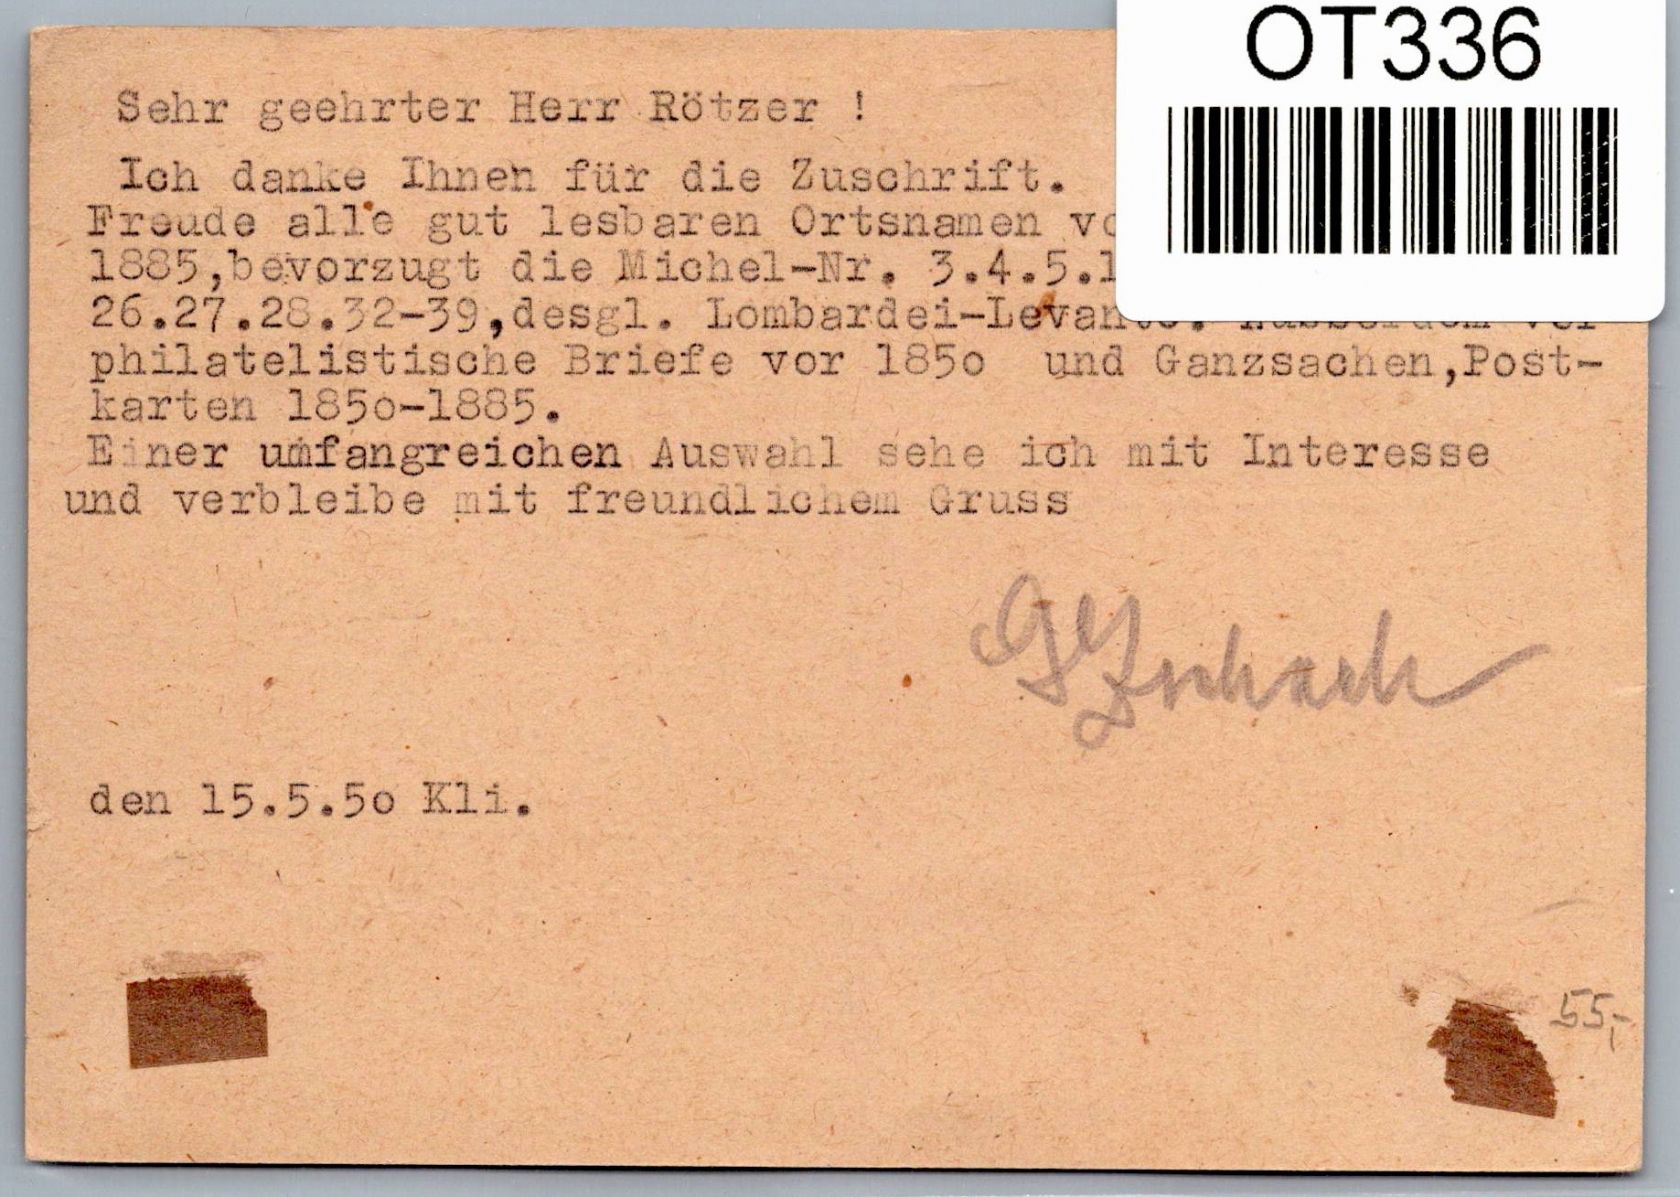 OT336
Sehr geehrter Herr Rötzer !
Ich danke Ihnen für die Zuschrift.
Freude alle gut lesbaren Ortsnamen
1885,bevorzugt die Michel-Nr. 3.4.5.1
26.27.28.32-39,desgl. Lombardei-Levante.
philatelistische Briefe vor 185o und Ganzsachen,Post-
karten 185o-1885.
Einer umfangreichen Auswahl sehe ich mit Interesse
und verbleibe mit freundlichem Gruss
den 15.5.5o Kli.
55,-